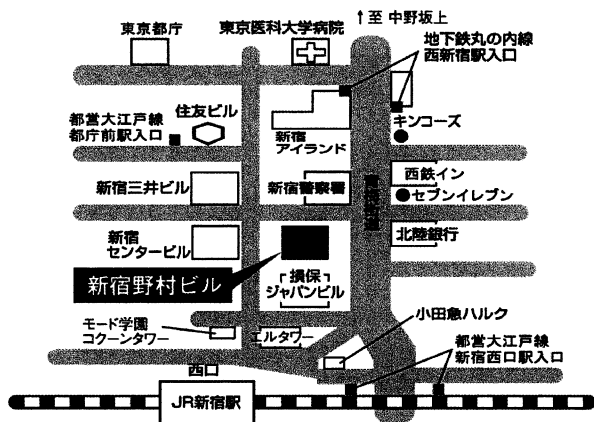 東京都庁
東京医科大学病院
↑至 中野坂上
地下鉄丸の内線
西新宿駅入口
都営大江戸線
都庁前駅入口
住友ビル
新宿
アイランド
キンコーズ
新宿三井ビル
新宿警察署
西鉄イン
セブンイレブン
新宿
センタービル
北陸銀行
新宿野村ビル
損保
ジャパンビル
モード学園
コクーンタワー
エルタワー
小田急ハルク
都営大江戸線
新宿西口駅入口
西口
JR新宿駅